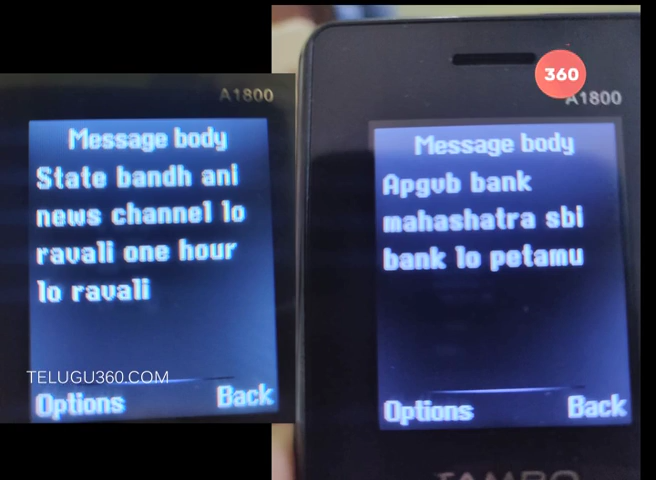 A1800
Message body
State bandh ani
news channel lo
ravali one hour
lo ravali
TELUGU360.COM
Options Back
360
A1800
Message body
Apgvb bank
mahashatra sbi
bank lo petamu
Options Back